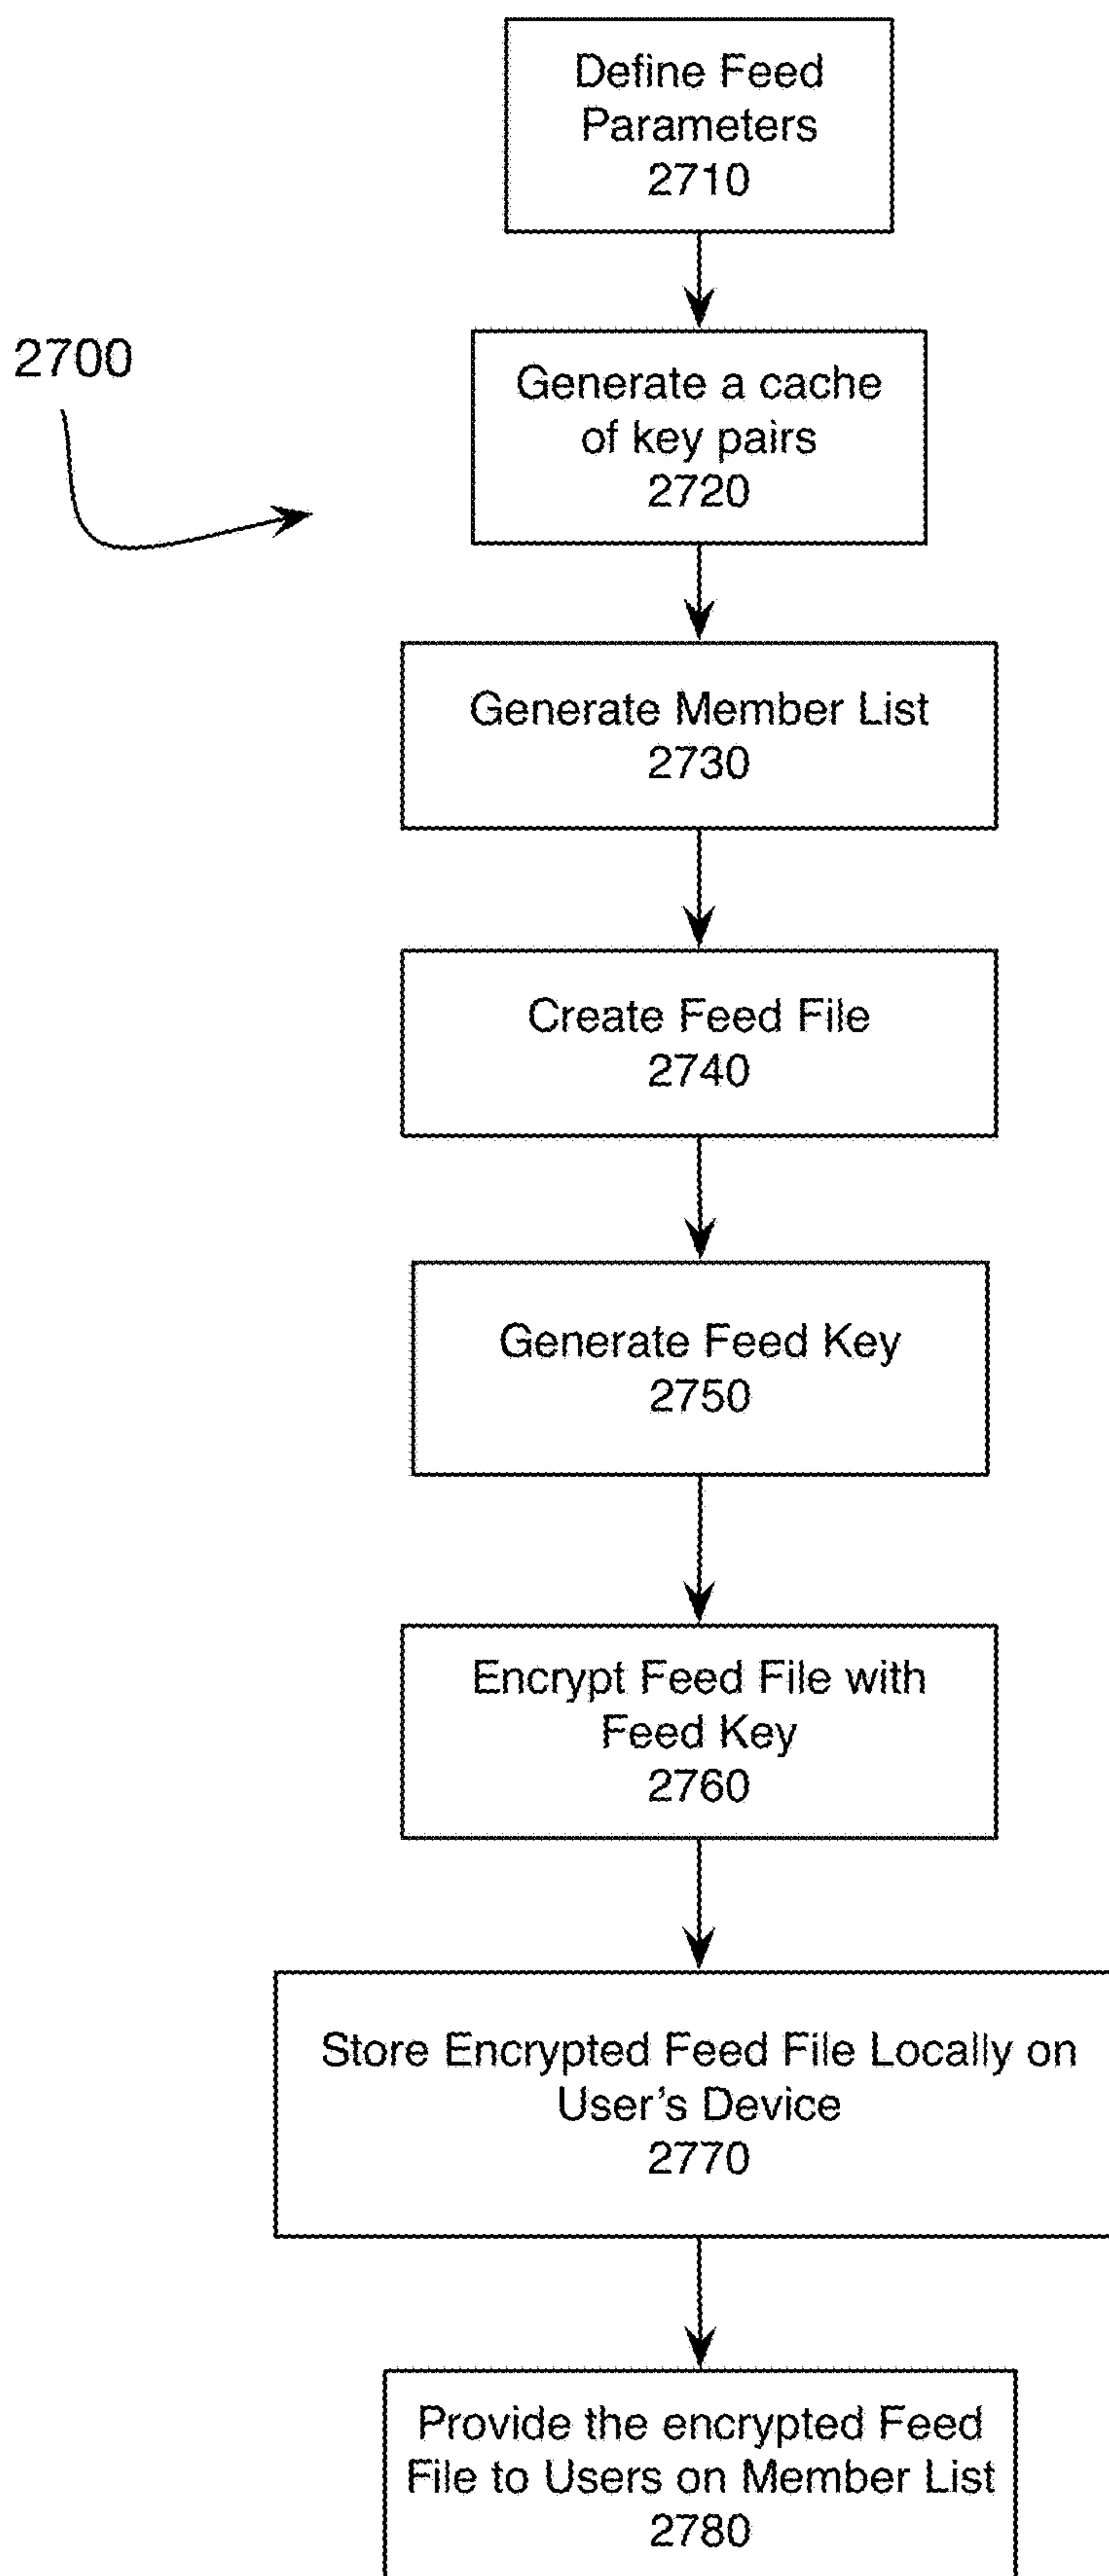 Define Feed
Parameters
2710
2700
Generate a cache
of key pairs
2720
Generate Member List
2730
Create Feed File
2740
Generate Feed Key
2750
Encrypt Feed File with
Feed Key
2760
Store Encrypted Feed File Locally on
User's Device
2770
Provide the encrypted Feed
File to Users on Member List
2780